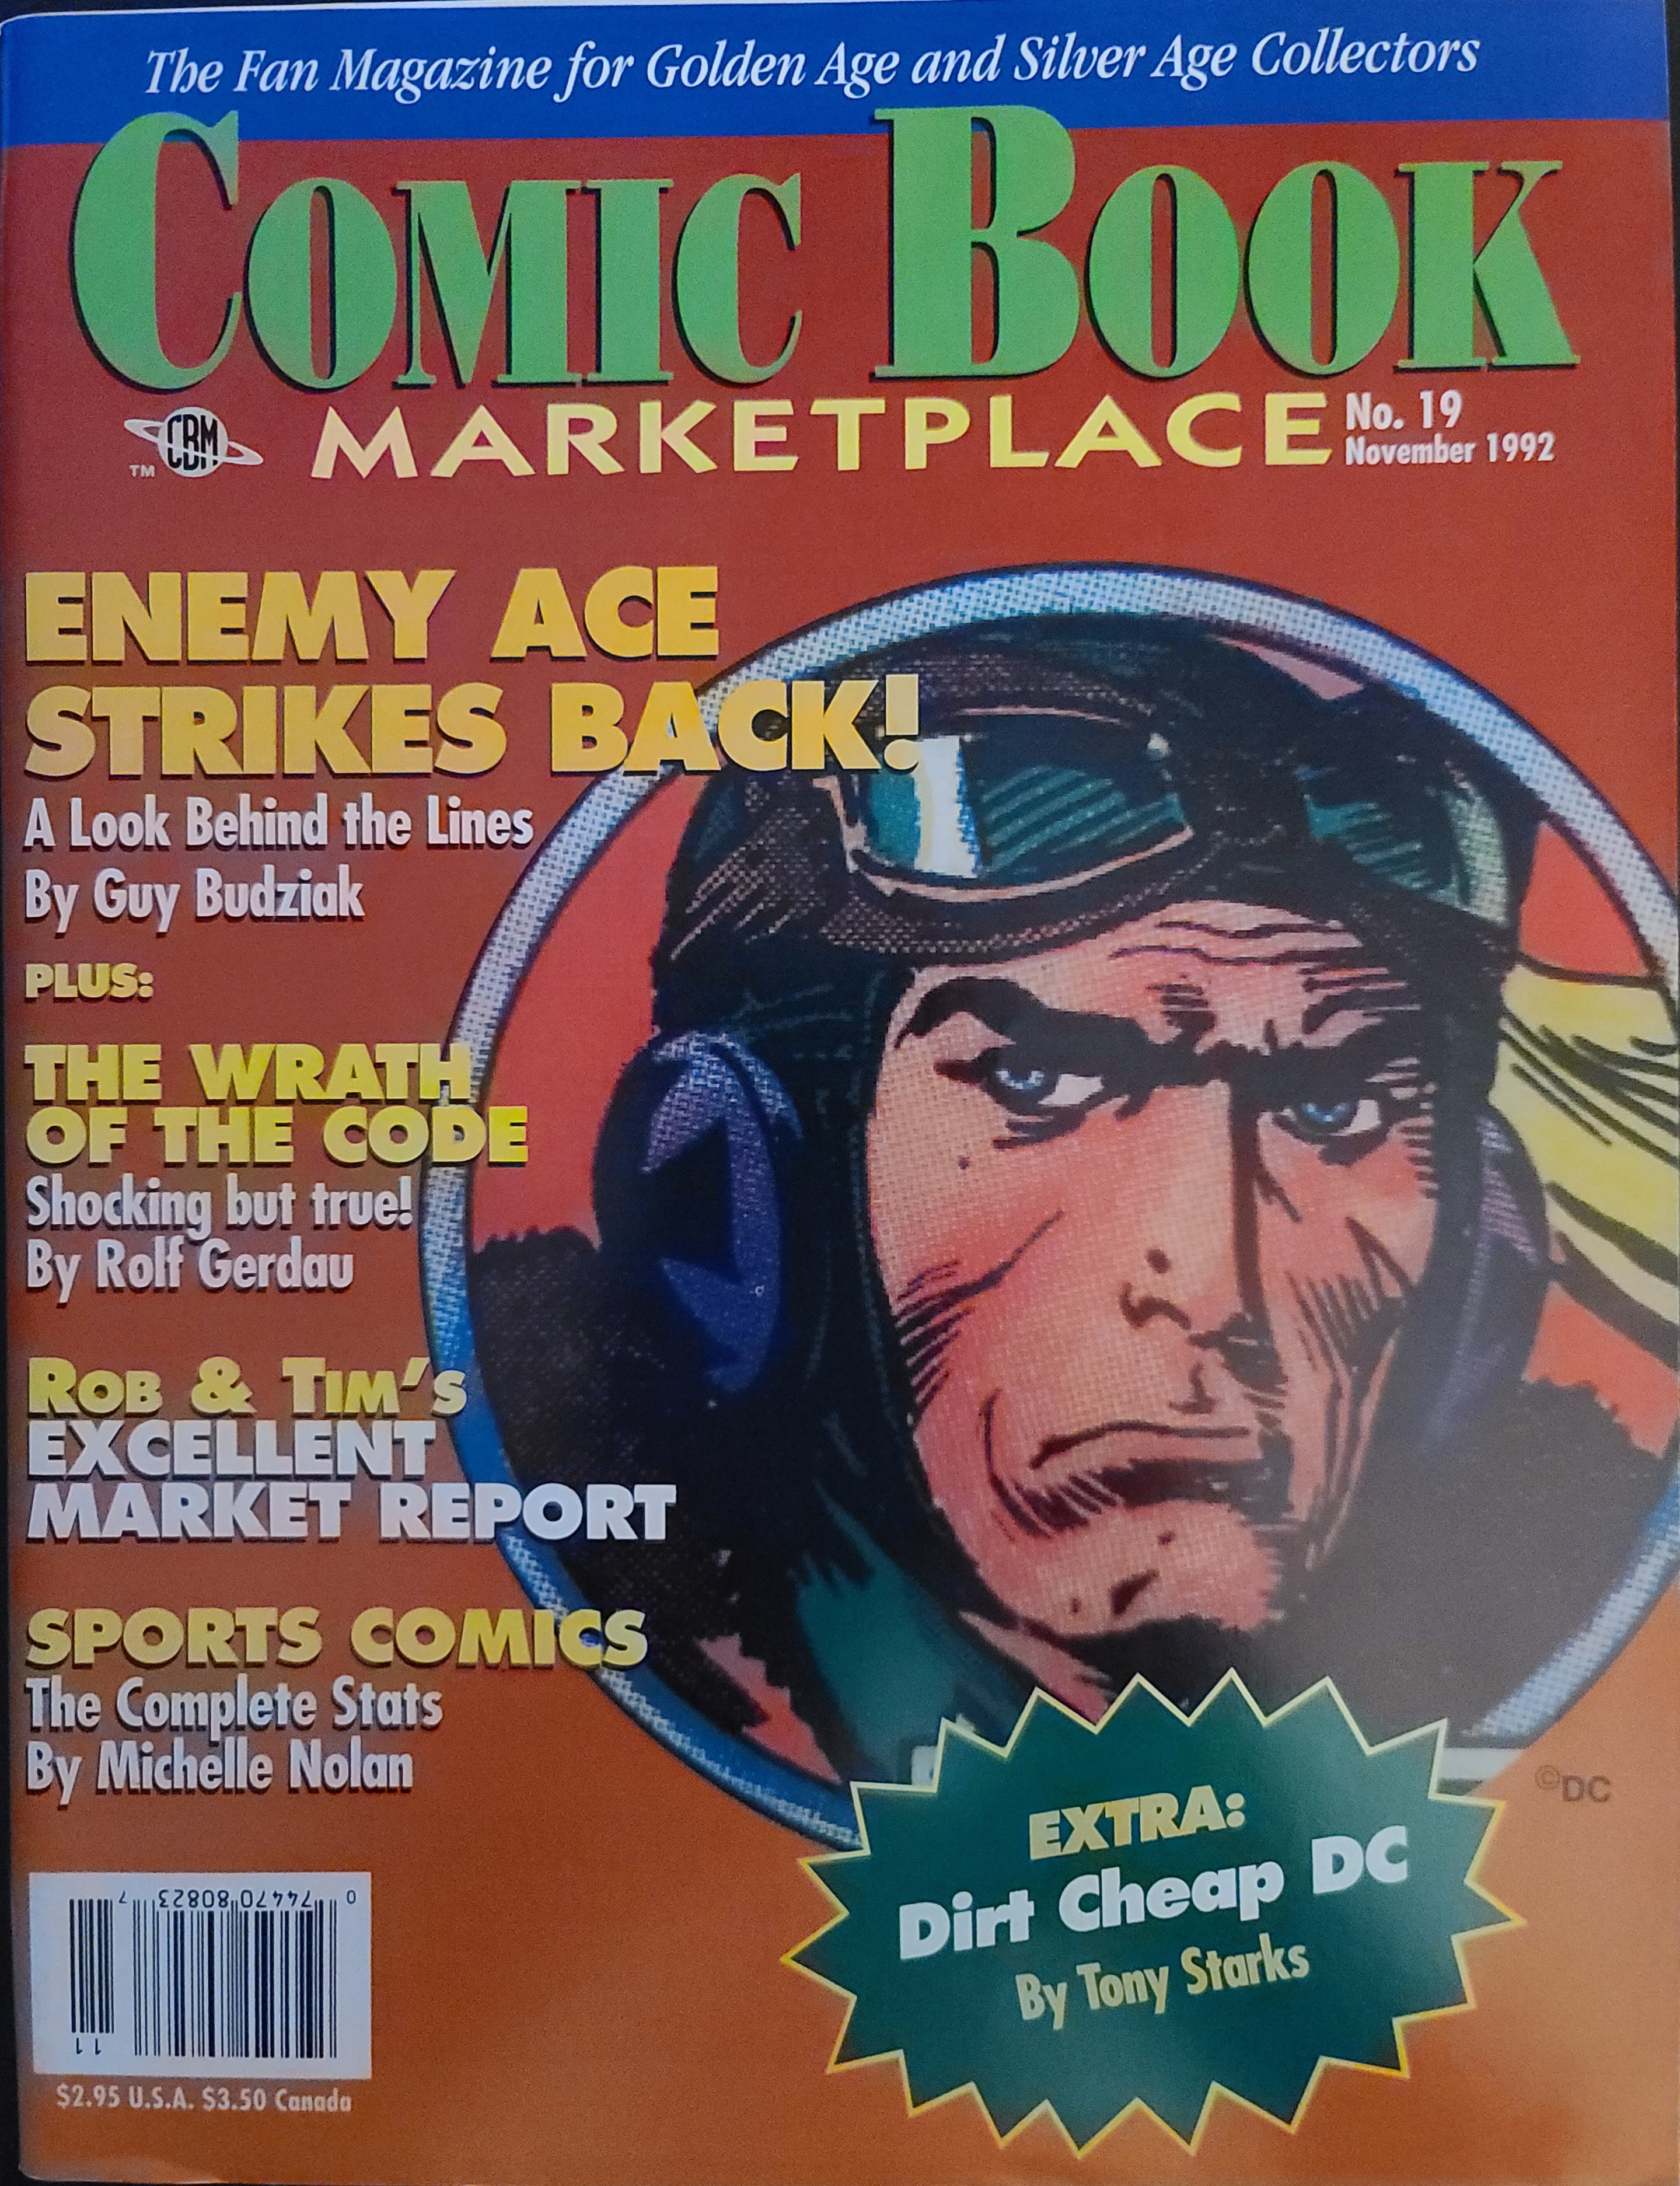 The Fan Magazine for Golden Age and Silver Age Collectors
COMIC BOOK
CBM
TM
MARKETPLACE
No. 19
November 1992
ENEMY ACE
STRIKES BACK!
A Look Behind the Lines
By Guy Budziak
PLUS:
THE WRATH
OF THE CODE
Shocking but true!
By Rolf Gerdau
ROB & TIM'S
EXCELLENT
MARKET REPORT
SPORTS COMICS
The Complete Stats
By Michelle Nolan
©DC
EXTRA:
Dirt Cheap DC
By Tony Starks
0 74470 80823 7
11
$2.95 U.S.A. $3.50 Canada